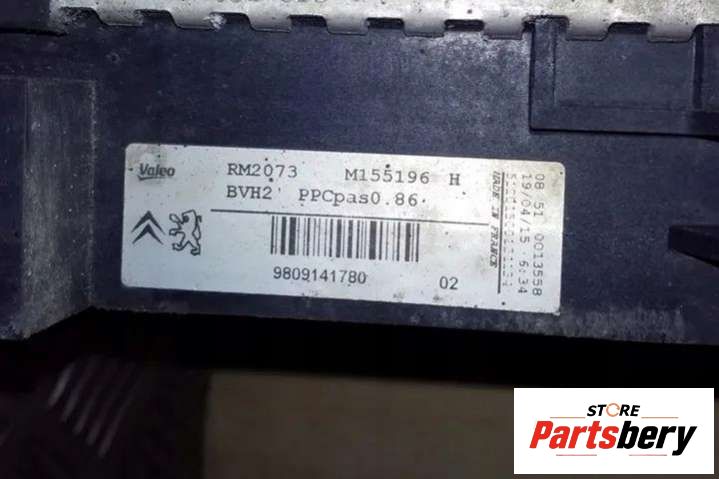 Valeo
RM2073 M155196 H
BVH2 PPCpas0.86
9809141780 02
MADE IN FRANCE
19/04/15 6:34
08 51 0013558
STORE
Partsbery